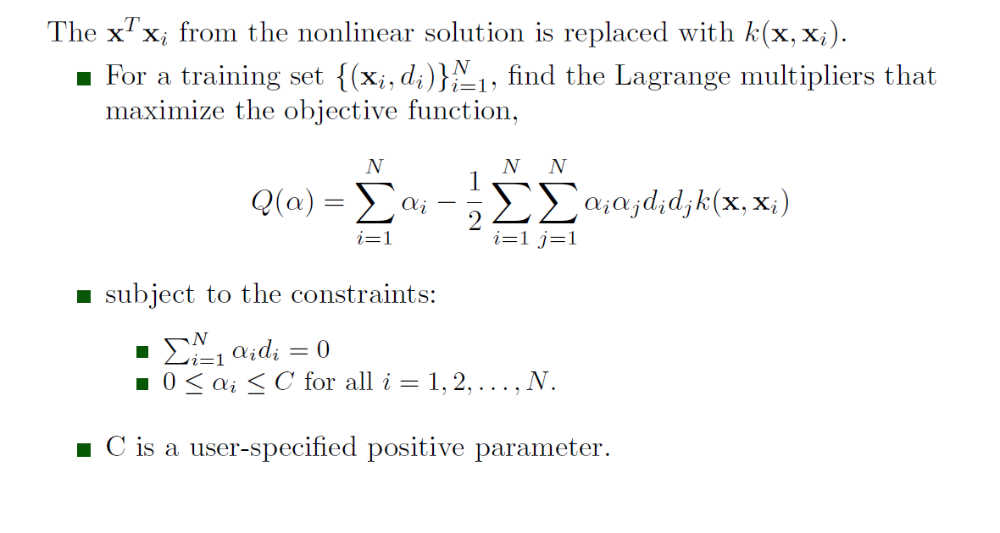 The $\mathbf{x}^T\mathbf{x}_i$ from the nonlinear solution is replaced with $k(\mathbf{x}, \mathbf{x}_i)$.
■ For a training set $\{(\mathbf{x}_i, d_i)\}_{i=1}^N$, find the Lagrange multipliers that
maximize the objective function,
$Q(\alpha) = \sum_{i=1}^{N} \alpha_i - \frac{1}{2} \sum_{i=1}^{N} \sum_{j=1}^{N} \alpha_i \alpha_j d_i d_j k(\mathbf{x}, \mathbf{x}_i)$
■ subject to the constraints:
■ $\sum_{i=1}^{N} \alpha_i d_i = 0$
■ $0 \leq \alpha_i \leq C$ for all $i = 1, 2, \ldots, N$.
■ C is a user-specified positive parameter.